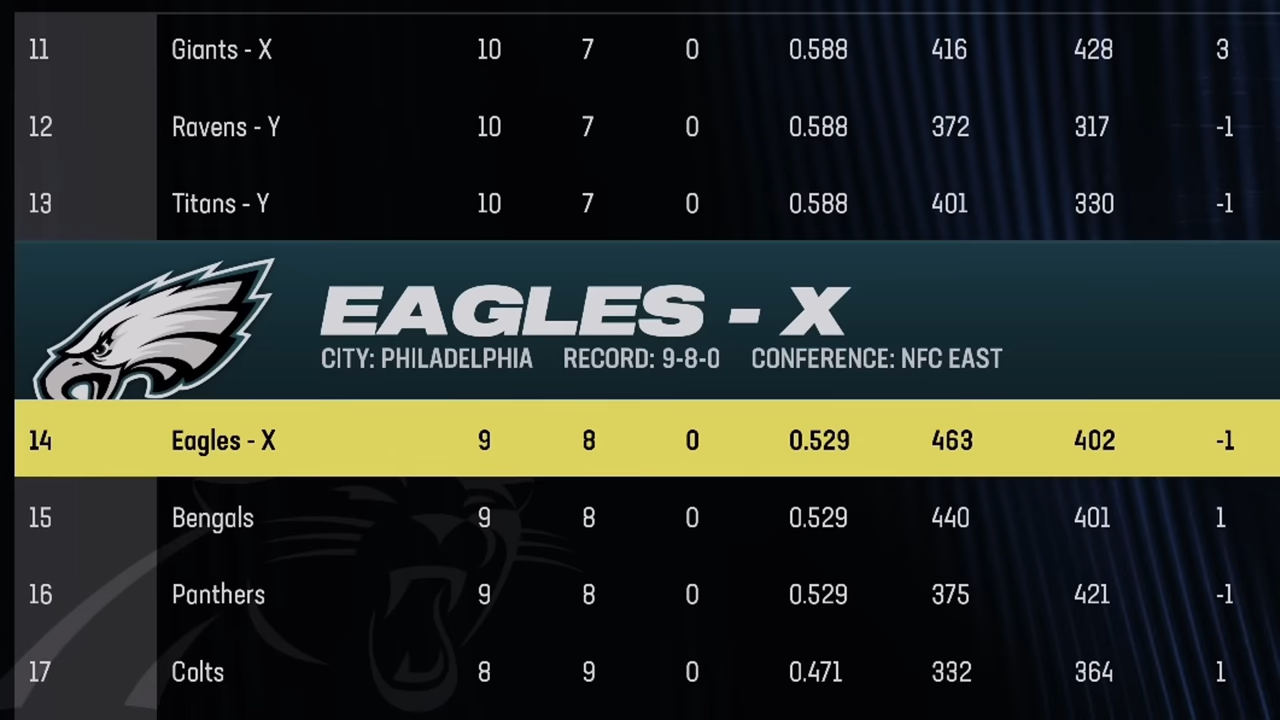 11 Giants - X 10 7 0 0.588 416 428 3
12 Ravens - Y 10 7 0 0.588 372 317 -1
13 Titans - Y 10 7 0 0.588 401 330 -1
EAGLES - X
CITY: PHILADELPHIA RECORD: 9-8-0 CONFERENCE: NFC EAST
14 Eagles - X 9 8 0 0.529 463 402 -1
15 Bengals 9 8 0 0.529 440 401 1
16 Panthers 9 8 0 0.529 375 421 -1
17 Colts 8 9 0 0.471 332 364 1